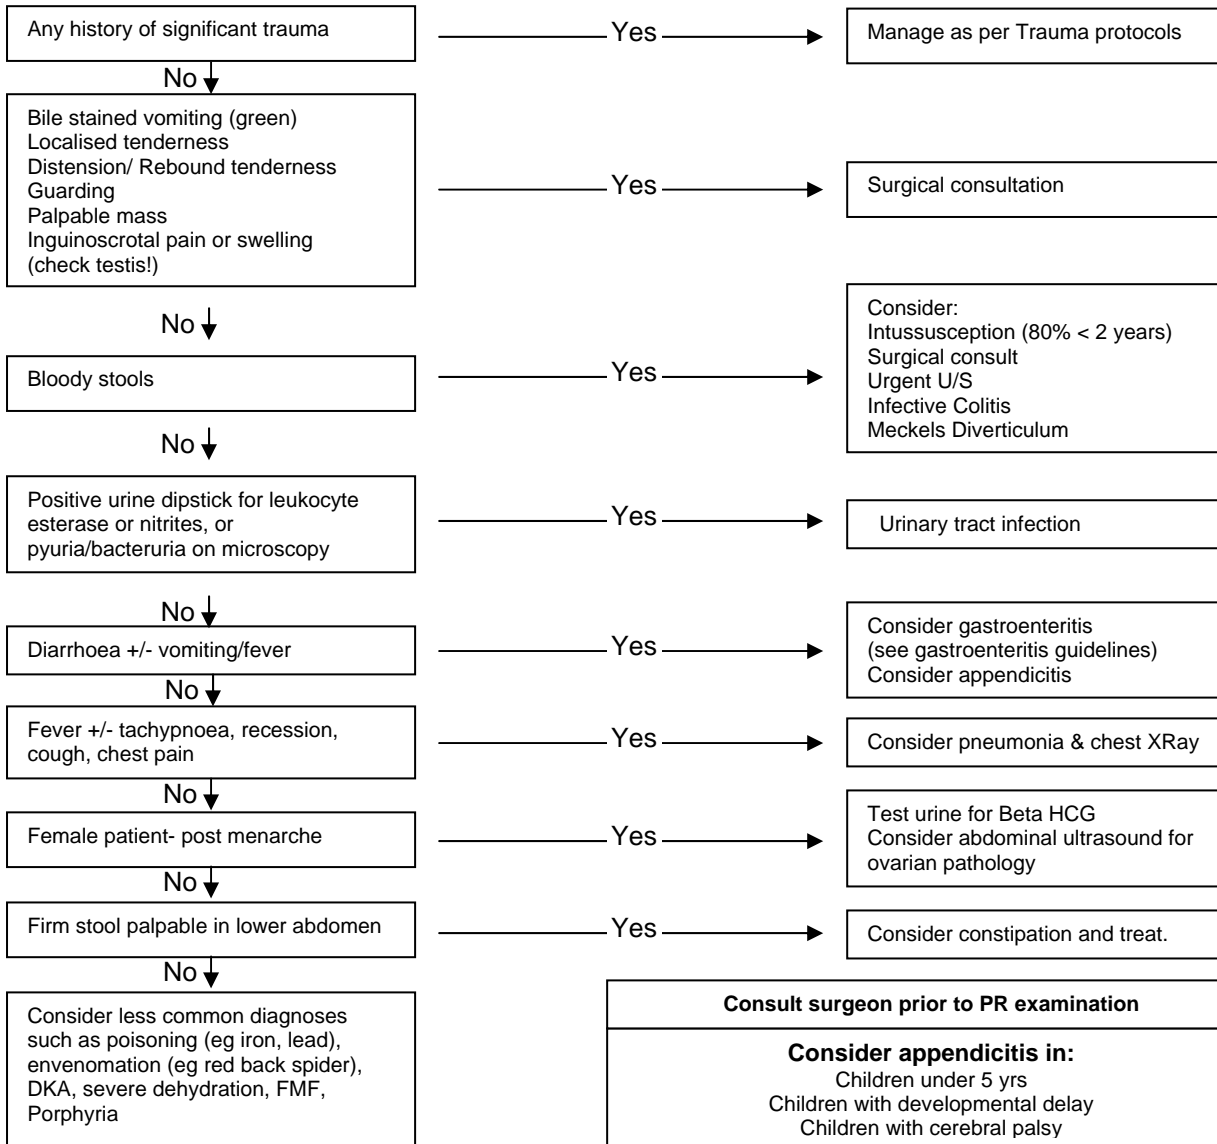 Any history of significant trauma
Yes
Manage as per Trauma protocols
No
Bile stained vomiting (green)
Localised tenderness
Distension/ Rebound tenderness
Guarding
Palpable mass
Inguinoscrotal pain or swelling
(check testis!)
Yes
Surgical consultation
No
Bloody stools
Yes
Consider:
Intussusception (80% < 2 years)
Surgical consult
Urgent U/S
Infective Colitis
Meckels Diverticulum
No
Positive urine dipstick for leukocyte
esterase or nitrites, or
pyuria/bacteruria on microscopy
Yes
Urinary tract infection
No
Diarrhoea +/- vomiting/fever
Yes
Consider gastroenteritis
(see gastroenteritis guidelines)
Consider appendicitis
No
Fever +/- tachypnoea, recession,
cough, chest pain
Yes
Consider pneumonia & chest XRay
No
Female patient- post menarche
Yes
Test urine for Beta HCG
Consider abdominal ultrasound for
ovarian pathology
No
Firm stool palpable in lower abdomen
Yes
Consider constipation and treat.
No
Consider less common diagnoses
such as poisoning (eg iron, lead),
envenomation (eg red back spider),
DKA, severe dehydration, FMF,
Porphyria
Consult surgeon prior to PR examination
Consider appendicitis in:
Children under 5 yrs
Children with developmental delay
Children with cerebral palsy